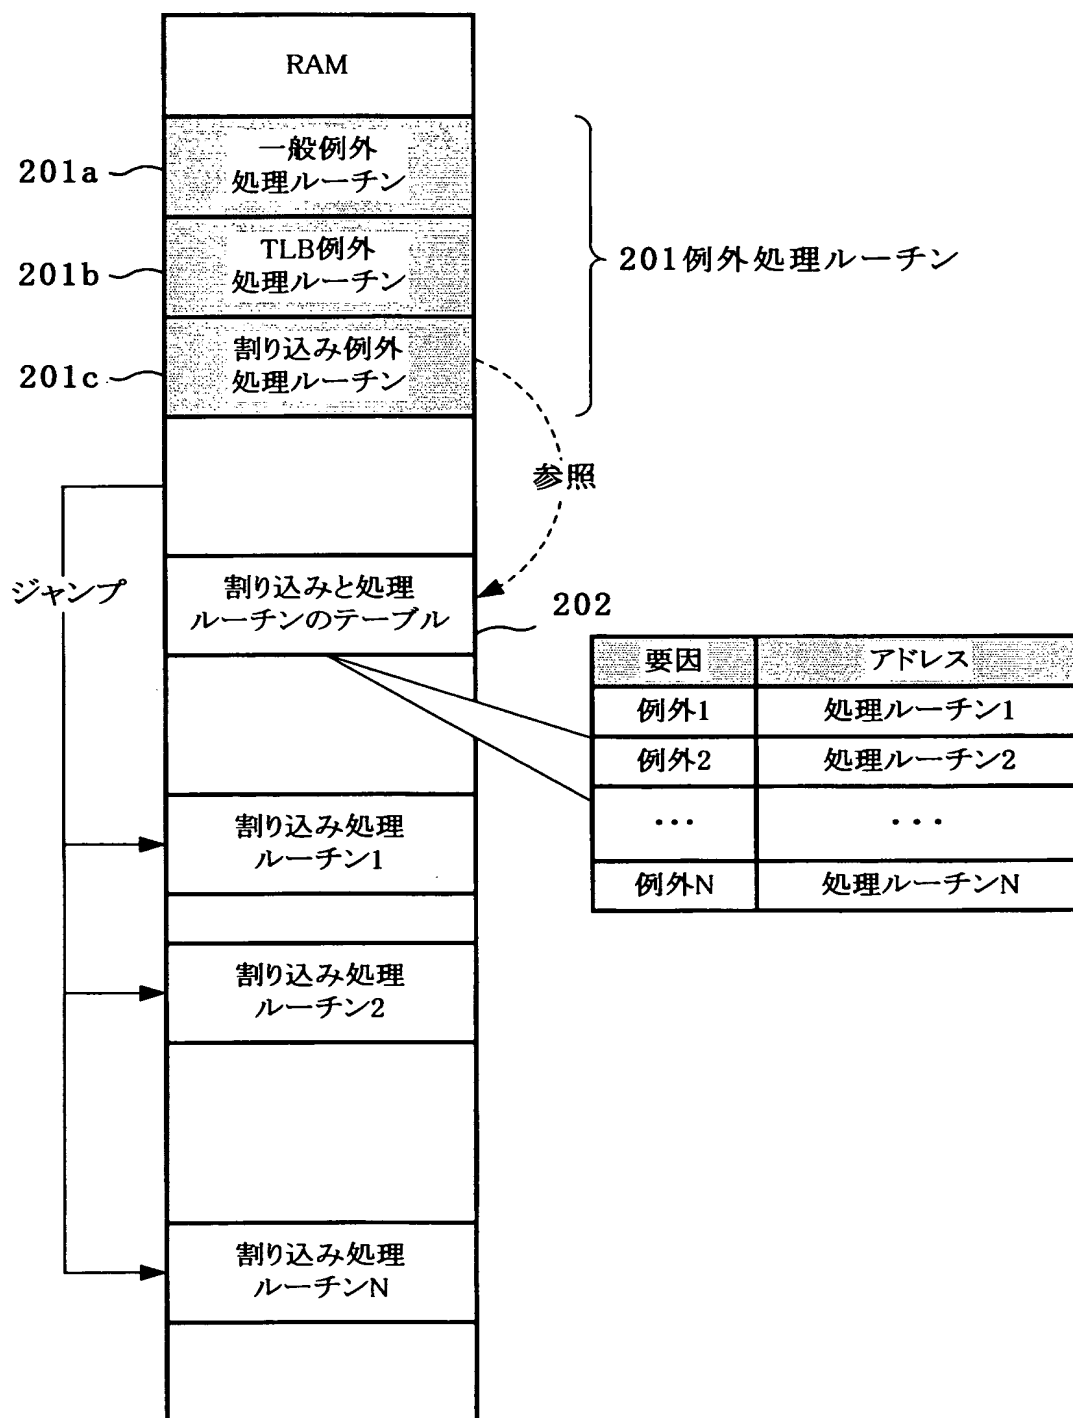 RAM
一般例外
処理ルーチン
201a
TLB例外
処理ルーチン
201b
201例外処理ルーチン
割り込み例外
処理ルーチン
201c
参照
ジャンプ
割り込みと処理
ルーチンのテーブル
202
要因 アドレス
例外1 処理ルーチン1
例外2 処理ルーチン2
... ...
例外N 処理ルーチンN
割り込み処理
ルーチン1
割り込み処理
ルーチン2
割り込み処理
ルーチンN